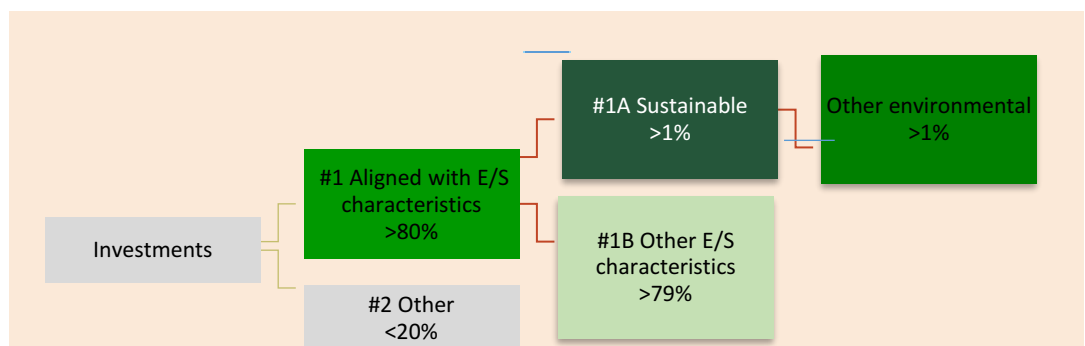 Investments
#1 Aligned with E/S
characteristics
>80%
#2 Other
<20%
#1A Sustainable
>1%
#1B Other E/S
characteristics
>79%
Other environmental
>1%